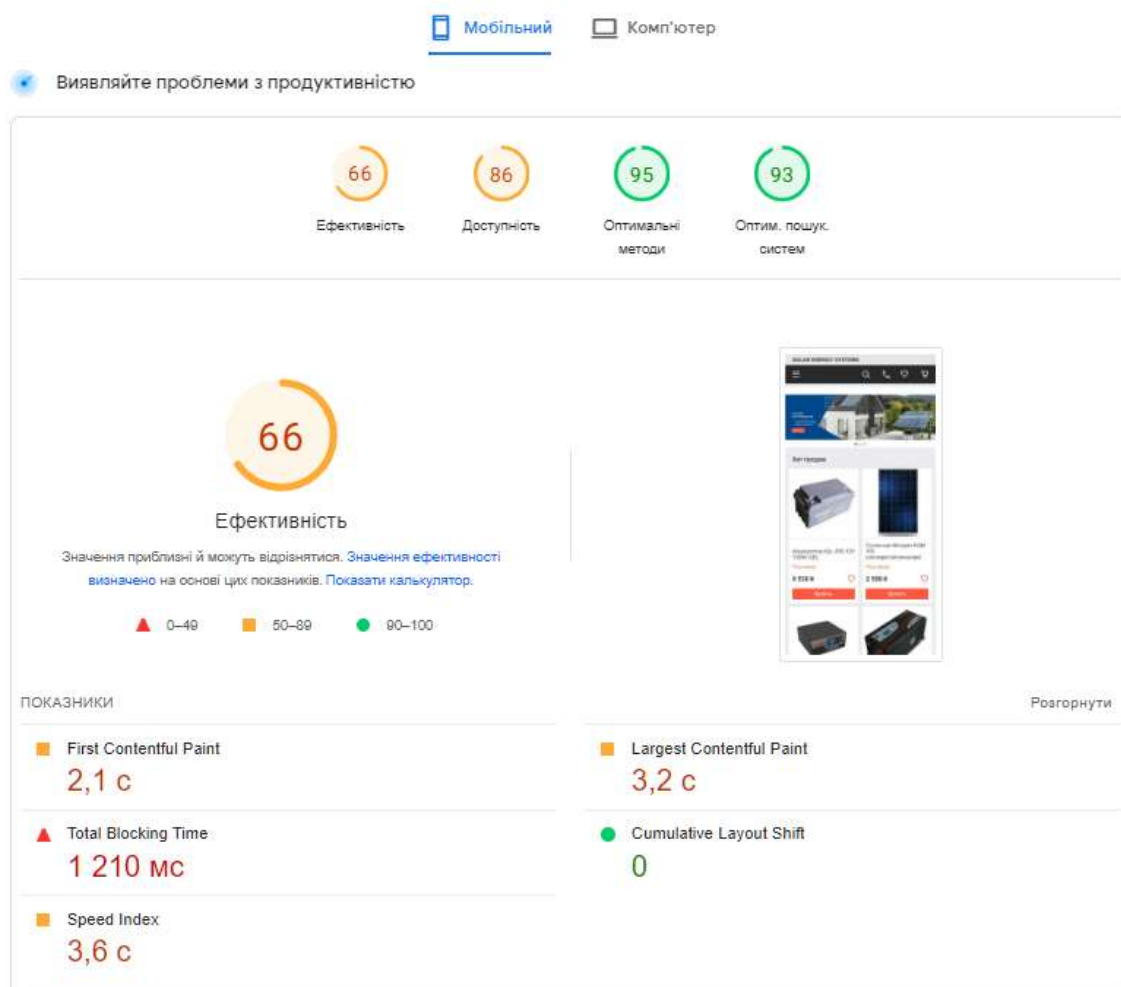 Мобільний
Комп'ютер
Виявляйте проблеми з продуктивністю
66
86
95
93
Ефективність
Доступність
Оптимальні
методи
Оптим. пошук.
систем
66
Ефективність
Значення приблизні й можуть відрізнятися. Значення ефективності
визначено на основі цих показників. Показати калькулятор.
0–49
50–89
90–100
SOLAR ENERGY SYSTEMS
ПОКАЗНИКИ
Розгорнути
First Contentful Paint
2,1 с
Largest Contentful Paint
3,2 с
Total Blocking Time
1 210 мс
Cumulative Layout Shift
0
Speed Index
3,6 с